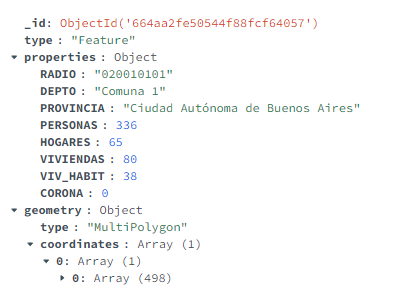 _id: ObjectId('664aa2fe50544f88fcf64057')
type : "Feature"
properties : Object
RADIO : "020010101"
DEPTO : "Comuna 1"
PROVINCIA : "Ciudad Autónoma de Buenos Aires"
PERSONAS : 336
HOGARES : 65
VIVIENDAS : 80
VIV_HABIT : 38
CORONA : 0
geometry : Object
type : "MultiPolygon"
coordinates : Array (1)
0: Array (1)
0: Array (498)